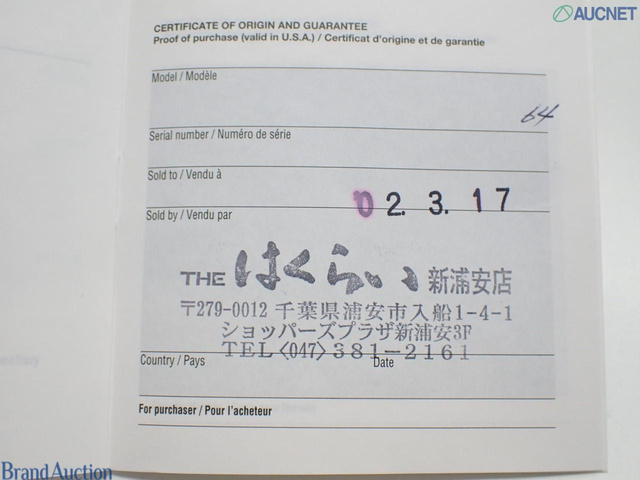 AUCNET
CERTIFICATE OF ORIGIN AND GUARANTEE
Proof of purchase (valid in U.S.A.) / Certificat d'origine et de garantie
Model / Modèle
64
Serial number / Numéro de série
Sold to / Vendu à
02. 3. 17
Sold by / Vendu par
THE はくらい 新浦安店
〒279-0012 千葉県浦安市入船1-4-1
ショッパーズプラザ新浦安3F
TEL〈047〉381-2161
Country / Pays Date
For purchaser / Pour l'acheteur
Brand Auction